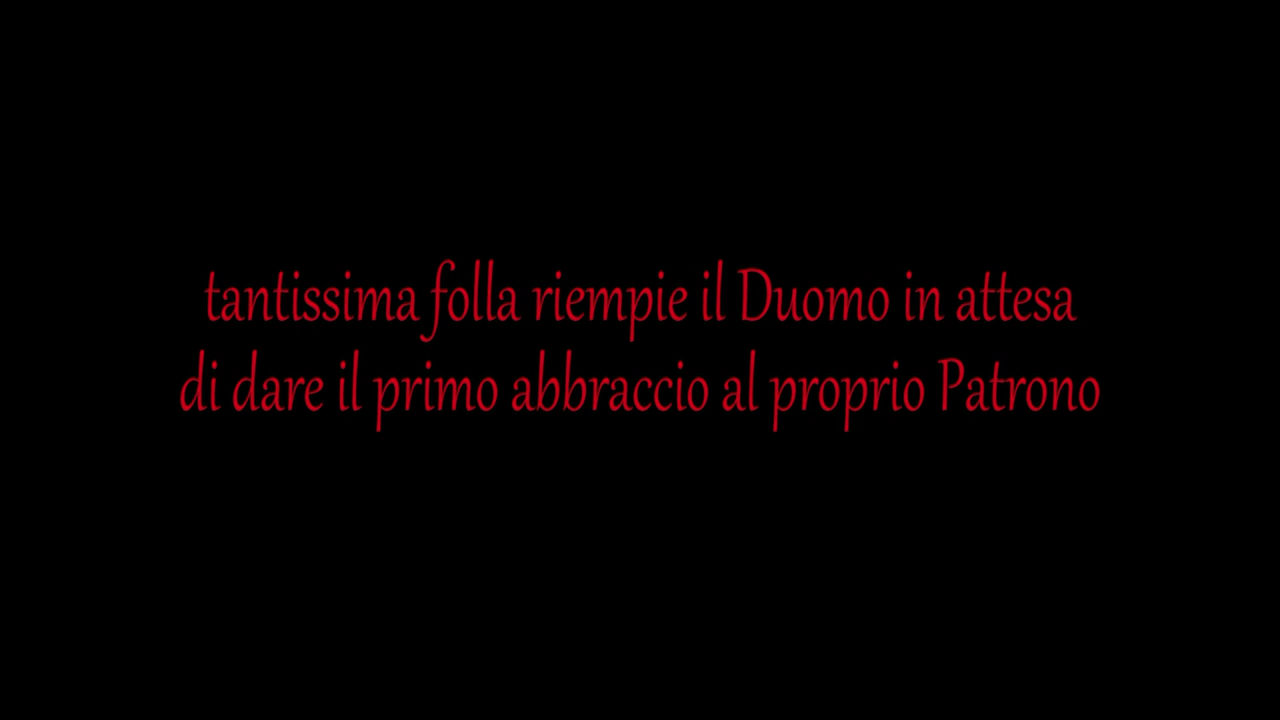 tantissima folla riempie il Duomo in attesa
di dare il primo abbraccio al proprio Patrono